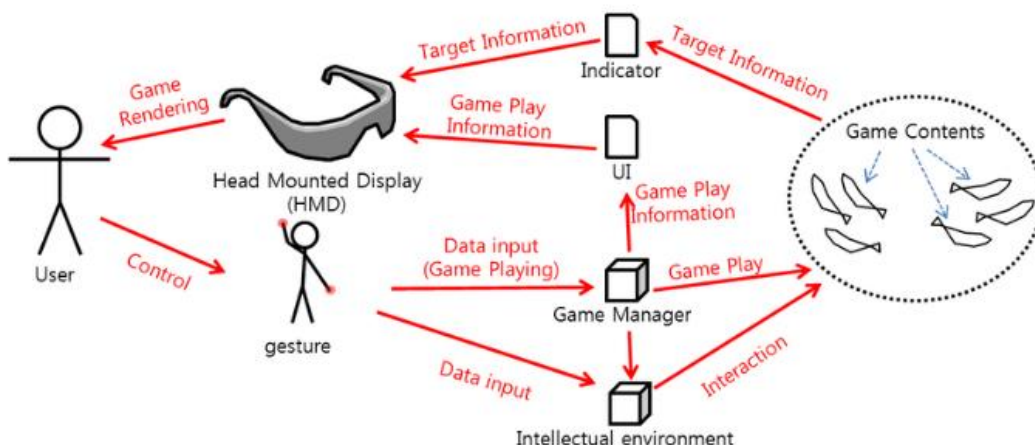 Target Information
Indicator
Target Information
Game
Rendering
Game Play
Information
UI
Game Contents
Head Mounted Display
(HMD)
Game Play
Information
User
Control
gesture
Data input
(Game Playing)
Game Manager
Game Play
Data input
Interaction
Intellectual environment